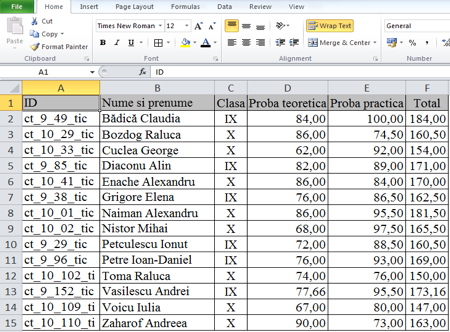 File Home Insert Page Layout Formulas Data Review View
Cut
Copy
Format Painter
Paste
Clipboard
Times New Roman 12 A A
B I U A
Font
Wrap Text
Merge & Center
Alignment
General
$ % ,
Number
A1 fx ID
A B C D E F
1 ID Nume si prenume Clasa Proba teoretica Proba practica Total
2 ct_9_49_tic Bădică Claudia IX 84,00 100,00 184,00
3 ct_10_29_tic Bozdog Raluca X 86,00 74,50 160,50
4 ct_10_33_tic Cuclea George X 62,00 92,00 154,00
5 ct_9_85_tic Diaconu Alin IX 82,00 89,00 171,00
6 ct_10_41_tic Enache Alexandru X 86,00 84,00 170,00
7 ct_9_38_tic Grigore Elena IX 76,00 86,50 162,50
8 ct_10_01_tic Naiman Alexandru X 86,00 95,50 181,50
9 ct_10_02_tic Nistor Mihai X 68,00 97,50 165,50
10 ct_9_29_tic Petculescu Ionut IX 72,00 88,50 160,50
11 ct_9_96_tic Petre Ioan-Daniel IX 76,00 93,00 169,00
12 ct_10_102_ti Toma Raluca X 74,00 76,00 150,00
13 ct_9_152_tic Vasilescu Andrei IX 77,66 95,50 173,16
14 ct_10_109_ti Voicu Iulia X 67,00 80,00 147,00
15 ct_10_110_ti Zaharof Andreea X 90,00 73,00 163,00